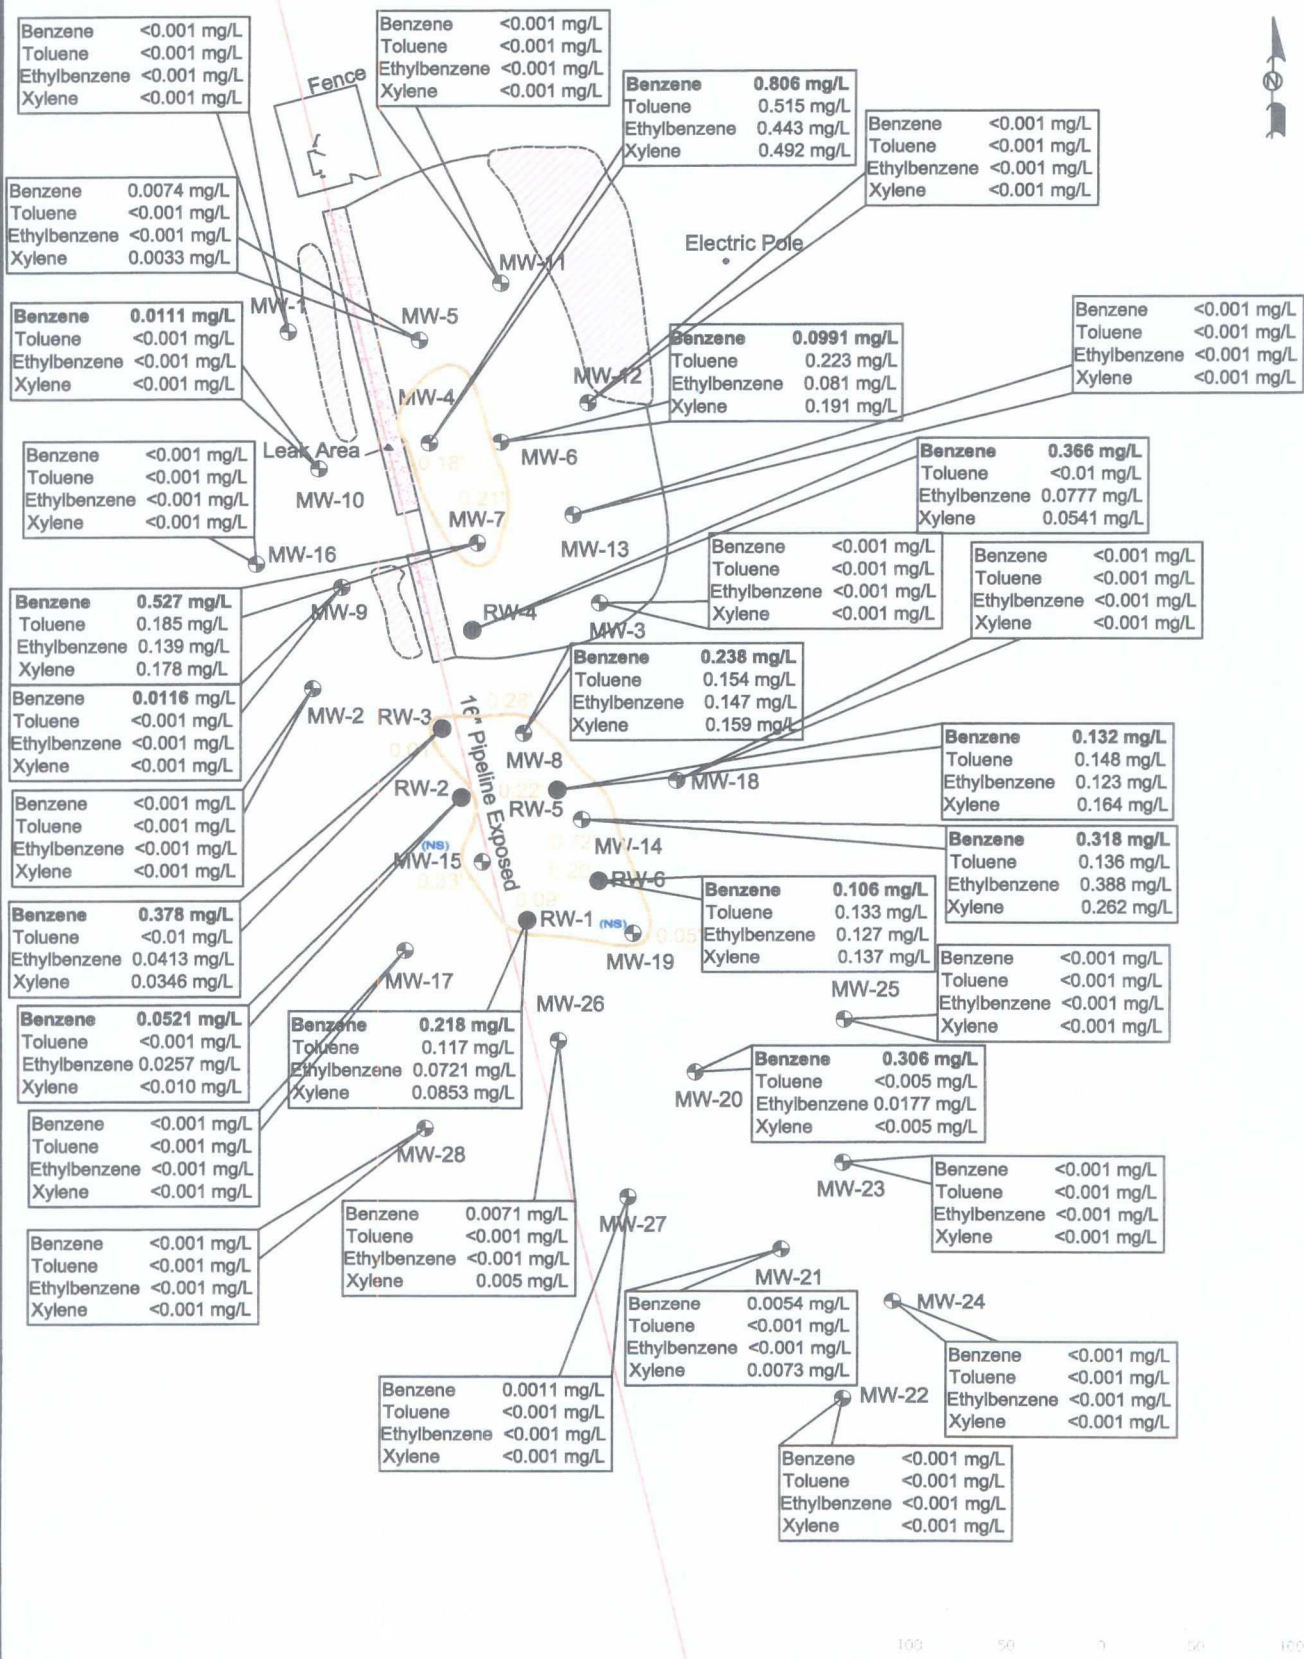 Benzene <0.001 mg/L
Toluene <0.001 mg/L
Ethylbenzene <0.001 mg/L
Xylene <0.001 mg/L
Benzene <0.001 mg/L
Toluene <0.001 mg/L
Ethylbenzene <0.001 mg/L
Xylene <0.001 mg/L
N
Fence
Benzene 0.806 mg/L
Toluene 0.515 mg/L
Ethylbenzene 0.443 mg/L
Xylene 0.492 mg/L
Benzene <0.001 mg/L
Toluene <0.001 mg/L
Ethylbenzene <0.001 mg/L
Xylene <0.001 mg/L
Benzene 0.0074 mg/L
Toluene <0.001 mg/L
Ethylbenzene <0.001 mg/L
Xylene 0.0033 mg/L
Electric Pole
MW-11
MW-1
MW-5
Benzene 0.0111 mg/L
Toluene <0.001 mg/L
Ethylbenzene <0.001 mg/L
Xylene <0.001 mg/L
Benzene <0.001 mg/L
Toluene <0.001 mg/L
Ethylbenzene <0.001 mg/L
Xylene <0.001 mg/L
Benzene 0.0991 mg/L
Toluene 0.223 mg/L
Ethylbenzene 0.081 mg/L
Xylene 0.191 mg/L
MW-12
MW-4
Leak Area
0.18'
MW-6
MW-10
0.21'
Benzene <0.001 mg/L
Toluene <0.001 mg/L
Ethylbenzene <0.001 mg/L
Xylene <0.001 mg/L
Benzene 0.366 mg/L
Toluene <0.01 mg/L
Ethylbenzene 0.0777 mg/L
Xylene 0.0541 mg/L
MW-7
MW-13
MW-16
Benzene <0.001 mg/L
Toluene <0.001 mg/L
Ethylbenzene <0.001 mg/L
Xylene <0.001 mg/L
Benzene <0.001 mg/L
Toluene <0.001 mg/L
Ethylbenzene <0.001 mg/L
Xylene <0.001 mg/L
Benzene 0.527 mg/L
Toluene 0.185 mg/L
Ethylbenzene 0.139 mg/L
Xylene 0.178 mg/L
MW-9
RW-4
MW-3
Benzene 0.238 mg/L
Toluene 0.154 mg/L
Ethylbenzene 0.147 mg/L
Xylene 0.159 mg/L
Benzene 0.0116 mg/L
Toluene <0.001 mg/L
Ethylbenzene <0.001 mg/L
Xylene <0.001 mg/L
MW-2
RW-3
0.28'
16" Pipeline Exposed
MW-8
MW-18
Benzene 0.132 mg/L
Toluene 0.148 mg/L
Ethylbenzene 0.123 mg/L
Xylene 0.164 mg/L
Benzene <0.001 mg/L
Toluene <0.001 mg/L
Ethylbenzene <0.001 mg/L
Xylene <0.001 mg/L
RW-2
0.22'
RW-5
MW-14
Benzene 0.318 mg/L
Toluene 0.136 mg/L
Ethylbenzene 0.388 mg/L
Xylene 0.262 mg/L
(NS)
MW-15
RW-6
Benzene 0.106 mg/L
Toluene 0.133 mg/L
Ethylbenzene 0.127 mg/L
Xylene 0.137 mg/L
Benzene 0.378 mg/L
Toluene <0.01 mg/L
Ethylbenzene 0.0413 mg/L
Xylene 0.0346 mg/L
RW-1
(NS)
0.05'
MW-19
MW-17
Benzene <0.001 mg/L
Toluene <0.001 mg/L
Ethylbenzene <0.001 mg/L
Xylene <0.001 mg/L
MW-25
MW-26
Benzene 0.0521 mg/L
Toluene <0.001 mg/L
Ethylbenzene 0.0257 mg/L
Xylene <0.010 mg/L
Benzene 0.218 mg/L
Toluene 0.117 mg/L
Ethylbenzene 0.0721 mg/L
Xylene 0.0853 mg/L
Benzene 0.306 mg/L
Toluene <0.005 mg/L
Ethylbenzene 0.0177 mg/L
Xylene <0.005 mg/L
MW-20
Benzene <0.001 mg/L
Toluene <0.001 mg/L
Ethylbenzene <0.001 mg/L
Xylene <0.001 mg/L
MW-28
MW-23
Benzene <0.001 mg/L
Toluene <0.001 mg/L
Ethylbenzene <0.001 mg/L
Xylene <0.001 mg/L
Benzene 0.0071 mg/L
Toluene <0.001 mg/L
Ethylbenzene <0.001 mg/L
Xylene 0.005 mg/L
MW-27
Benzene <0.001 mg/L
Toluene <0.001 mg/L
Ethylbenzene <0.001 mg/L
Xylene <0.001 mg/L
MW-21
MW-24
Benzene 0.0054 mg/L
Toluene <0.001 mg/L
Ethylbenzene <0.001 mg/L
Xylene 0.0073 mg/L
Benzene <0.001 mg/L
Toluene <0.001 mg/L
Ethylbenzene <0.001 mg/L
Xylene <0.001 mg/L
Benzene 0.0011 mg/L
Toluene <0.001 mg/L
Ethylbenzene <0.001 mg/L
Xylene <0.001 mg/L
MW-22
Benzene <0.001 mg/L
Toluene <0.001 mg/L
Ethylbenzene <0.001 mg/L
Xylene <0.001 mg/L
100 50 0 50 100